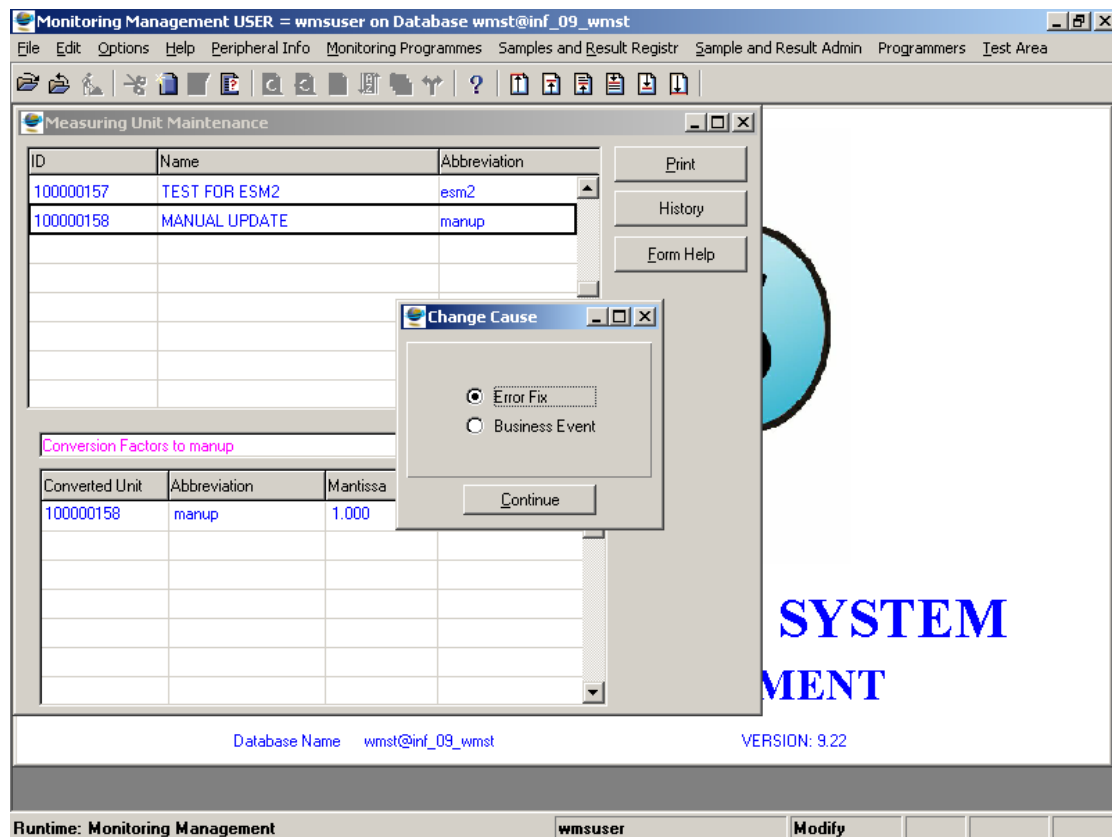 Monitoring Management USER = wmsuser on Database wmst@inf_09_wmst
File Edit Options Help Peripheral Info Monitoring Programmes Samples and Result Registr Sample and Result Admin Programmers Test Area
Measuring Unit Maintenance
ID Name Abbreviation
100000157 TEST FOR ESM2 esm2
100000158 MANUAL UPDATE manup
Print
History
Form Help
Change Cause
Error Fix
Business Event
Continue
Conversion Factors to manup
Converted Unit Abbreviation Mantissa
100000158 manup 1.000
SYSTEM
MENT
Database Name wmst@inf_09_wmst VERSION: 9.22
Runtime: Monitoring Management wmsuser Modify